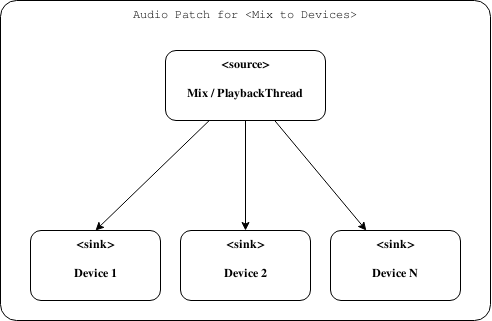 Audio Patch for <Mix to Devices>
<source>
Mix / PlaybackThread
<sink>
Device 1
<sink>
Device 2
<sink>
Device N